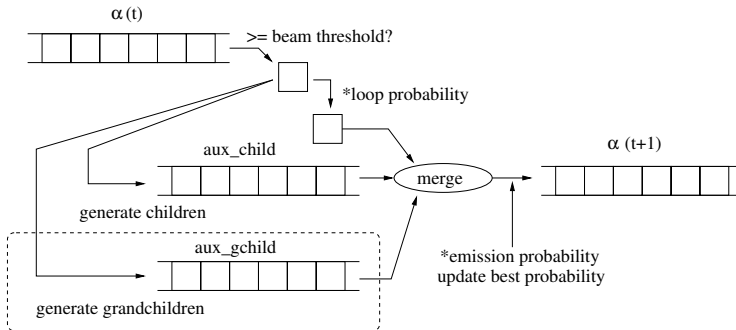 α (t)
>= beam threshold?
*loop probability
aux_child
α (t+1)
merge
generate children
aux_gchild
*emission probability
update best probability
generate grandchildren